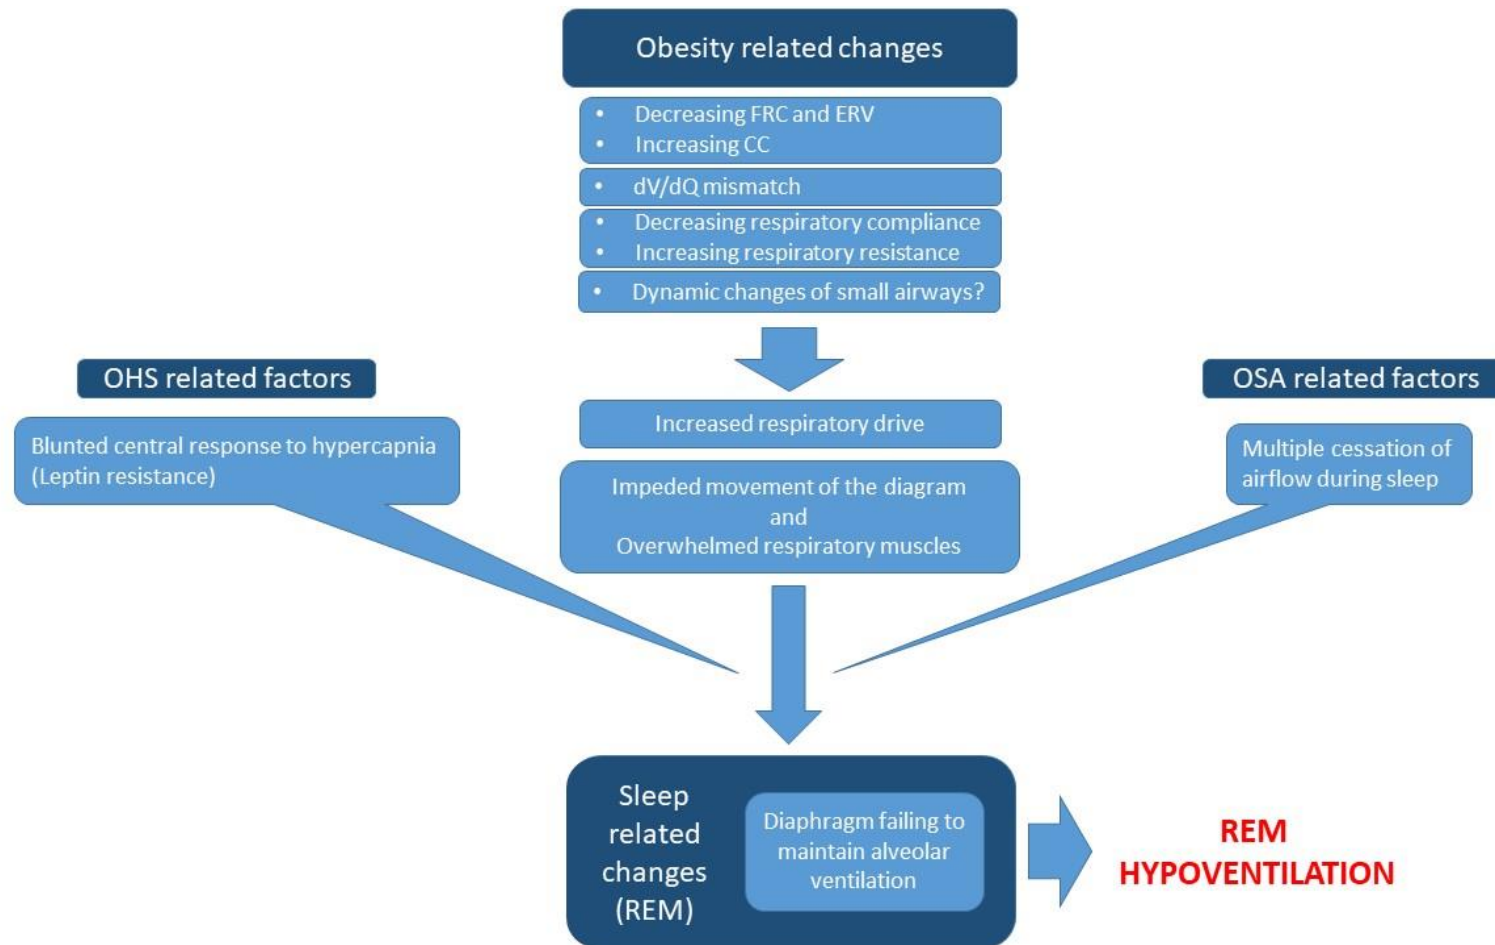 Obesity related changes
• Decreasing FRC and ERV
• Increasing CC
• dV/dQ mismatch
• Decreasing respiratory compliance
• Increasing respiratory resistance
• Dynamic changes of small airways?
OHS related factors
OSA related factors
Blunted central response to hypercapnia
(Leptin resistance)
Increased respiratory drive
Multiple cessation of
airflow during sleep
Impeded movement of the diagram
and
Overwhelmed respiratory muscles
Sleep
related
changes
(REM)
Diaphragm failing to
maintain alveolar
ventilation
REM
HYPOVENTILATION